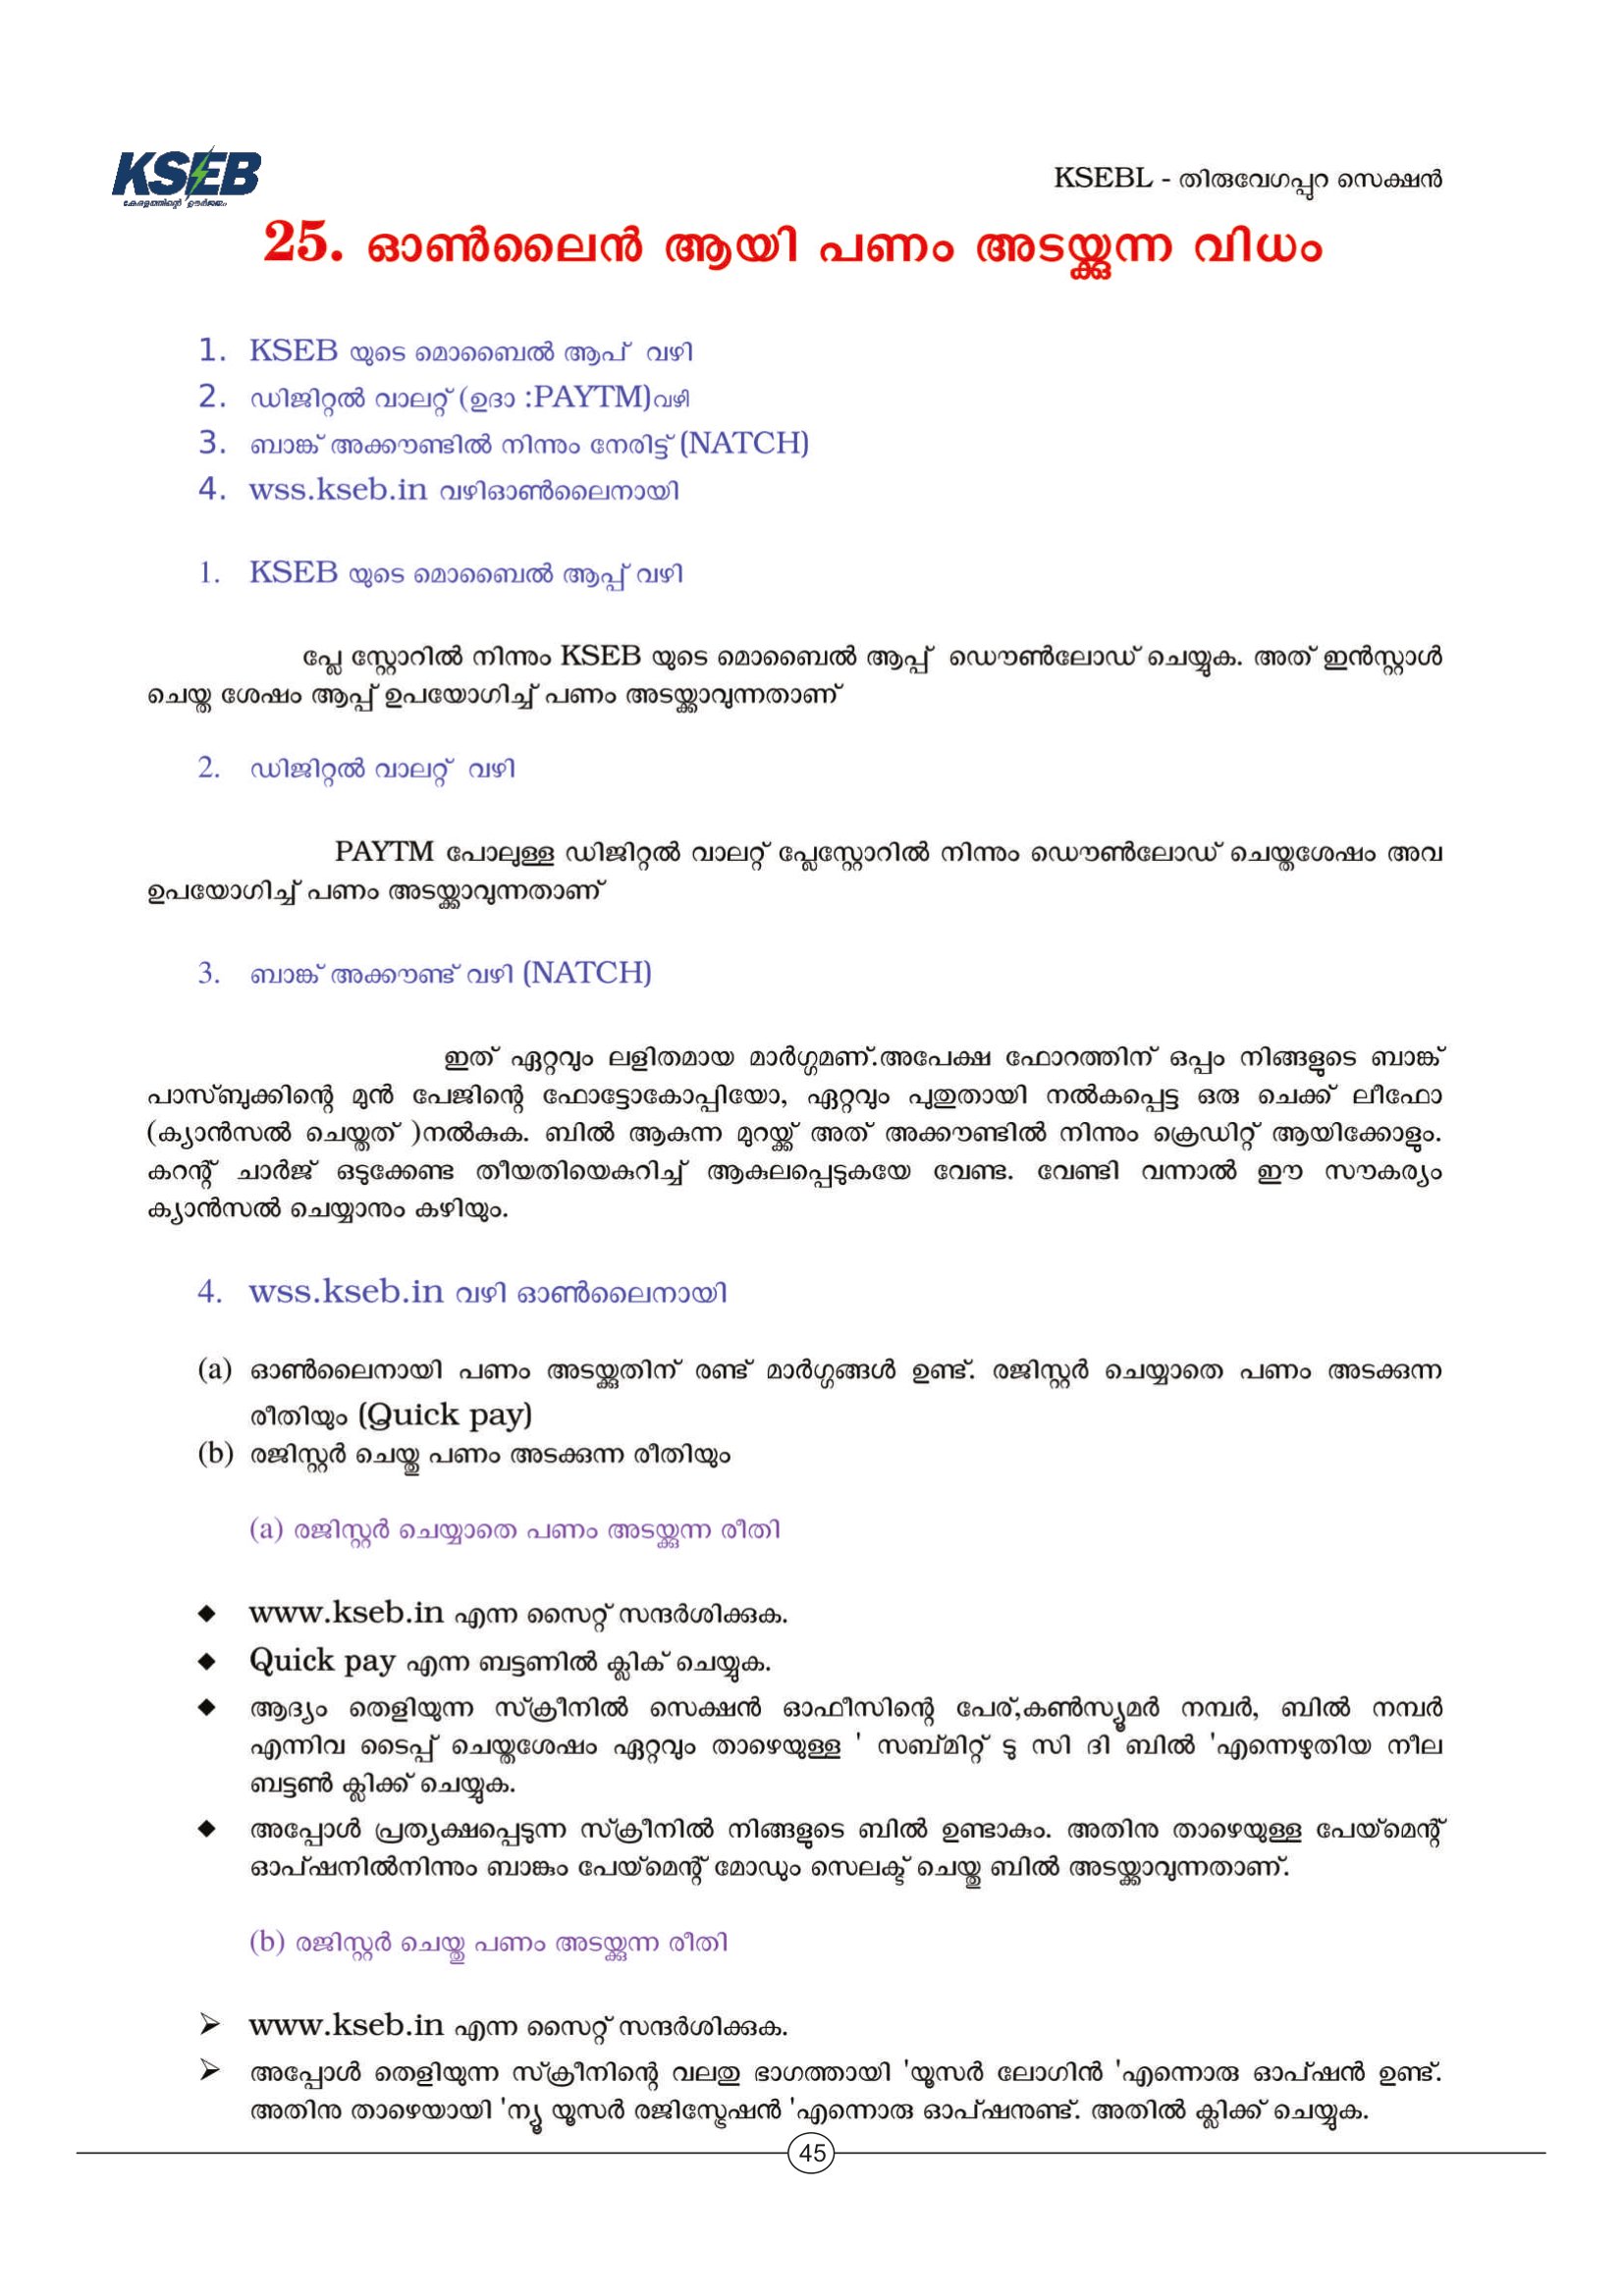 KSEB
കേരളത്തിന്റെ ഊർജ്ജം
KSEBL - തിരുവേഗപ്പുറ സെക്ഷൻ
25. ഓൺലൈൻ ആയി പണം അടയ്ക്കുന്ന വിധം
1. KSEB യുടെ മൊബൈൽ ആപ് വഴി
2. ഡിജിറ്റൽ വാലറ്റ് (ഉദാ :PAYTM)വഴി
3. ബാങ്ക് അക്കൗണ്ടിൽ നിന്നും നേരിട്ട് (NATCH)
4. wss.kseb.in വഴിഓൺലൈനായി
1. KSEB യുടെ മൊബൈൽ ആപ്പ് വഴി
പ്ലേ സ്റ്റോറിൽ നിന്നും KSEB യുടെ മൊബൈൽ ആപ്പ് ഡൌൺലോഡ് ചെയ്യുക. അത് ഇൻസ്റ്റാൾ
ചെയ്ത ശേഷം ആപ്പ് ഉപയോഗിച്ച് പണം അടയ്ക്കാവുന്നതാണ്
2. ഡിജിറ്റൽ വാലറ്റ് വഴി
PAYTM പോലുള്ള ഡിജിറ്റൽ വാലറ്റ് പ്ലേസ്റ്റോറിൽ നിന്നും ഡൌൺലോഡ് ചെയ്തശേഷം അവ
ഉപയോഗിച്ച് പണം അടയ്ക്കാവുന്നതാണ്
3. ബാങ്ക് അക്കൗണ്ട് വഴി (NATCH)
ഇത് ഏറ്റവും ലളിതമായ മാർഗ്ഗമണ്.അപേക്ഷ ഫോറത്തിന് ഒപ്പം നിങ്ങളുടെ ബാങ്ക്
പാസ്ബുക്കിന്റെ മുൻ പേജിന്റെ ഫോട്ടോകോപ്പിയോ, ഏറ്റവും പുതുതായി നൽകപ്പെട്ട ഒരു ചെക്ക് ലീഫോ
(ക്യാൻസൽ ചെയ്തത് )നൽകുക. ബിൽ ആകുന്ന മുറയ്ക്ക് അത് അക്കൗണ്ടിൽ നിന്നും ക്രെഡിറ്റ് ആയിക്കോളും.
കറന്റ് ചാർജ് ഒടുക്കേണ്ട തീയതിയെകുറിച്ച് ആകുലപ്പെടുകയേ വേണ്ട. വേണ്ടി വന്നാൽ ഈ സൗകര്യം
ക്യാൻസൽ ചെയ്യാനും കഴിയും.
4. wss.kseb.in വഴി ഓൺലൈനായി
(a) ഓൺലൈനായി പണം അടയ്ക്കുതിന് രണ്ട് മാർഗ്ഗങ്ങൾ ഉണ്ട്. രജിസ്റ്റർ ചെയ്യാതെ പണം അടക്കുന്ന
രീതിയും (Quick pay)
(b) രജിസ്റ്റർ ചെയ്തു പണം അടക്കുന്ന രീതിയും
(a) രജിസ്റ്റർ ചെയ്യാതെ പണം അടയ്ക്കുന്ന രീതി
◆ www.kseb.in എന്ന സൈറ്റ് സന്ദർശിക്കുക.
◆ Quick pay എന്ന ബട്ടണിൽ ക്ലിക് ചെയ്യുക.
◆ ആദ്യം തെളിയുന്ന സ്ക്രീനിൽ സെക്ഷൻ ഓഫീസിന്റെ പേര്,കൺസ്യൂമർ നമ്പർ, ബിൽ നമ്പർ
എന്നിവ ടൈപ്പ് ചെയ്തശേഷം ഏറ്റവും താഴെയുള്ള ' സബ്മിറ്റ് ടു സി ദി ബിൽ 'എന്നെഴുതിയ നീല
ബട്ടൺ ക്ലിക്ക് ചെയ്യുക.
◆ അപ്പോൾ പ്രത്യക്ഷപ്പെടുന്ന സ്ക്രീനിൽ നിങ്ങളുടെ ബിൽ ഉണ്ടാകും. അതിനു താഴെയുള്ള പേയ്മെന്റ്
ഓപ്ഷനിൽനിന്നും ബാങ്കും പേയ്മെന്റ് മോഡും സെലക്ട് ചെയ്തു ബിൽ അടയ്ക്കാവുന്നതാണ്.
(b) രജിസ്റ്റർ ചെയ്തു പണം അടയ്ക്കുന്ന രീതി
➢ www.kseb.in എന്ന സൈറ്റ് സന്ദർശിക്കുക.
➢ അപ്പോൾ തെളിയുന്ന സ്ക്രീനിന്റെ വലതു ഭാഗത്തായി 'യൂസർ ലോഗിൻ 'എന്നൊരു ഓപ്ഷൻ ഉണ്ട്.
അതിനു താഴെയായി 'ന്യൂ യൂസർ രജിസ്ട്രേഷൻ 'എന്നൊരു ഓപ്ഷനുണ്ട്. അതിൽ ക്ലിക്ക് ചെയ്യുക.
45